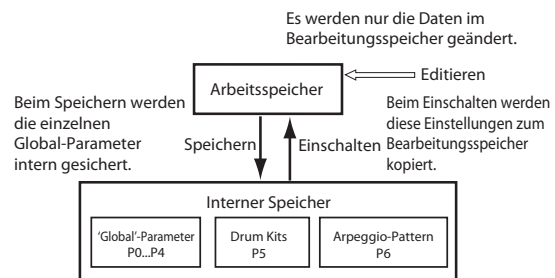 Es werden nur die Daten im
Bearbeitungsspeicher geändert.
Arbeitsspeicher
Editieren
Beim Speichern werden
die einzelnen
Global-Parameter
intern gesichert.
Speichern
Einschalten
Beim Einschalten werden
diese Einstellungen zum
Bearbeitungsspeicher
kopiert.
Interner Speicher
'Global'-Parameter
P0...P4
Drum Kits
P5
Arpeggio-Pattern
P6